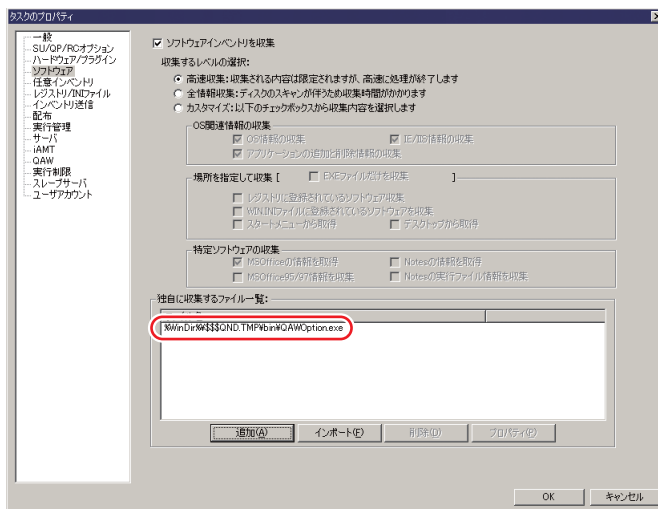 タスクのプロパティ
一般
SU/QP/RCオプション
ハードウェア/プラグイン
ソフトウェア
任意インベントリ
レジストリ/INIファイル
インベントリ送信
配布
実行管理
サーバ
iAMT
QAW
実行制限
スレーブサーバ
ユーザアカウント
ソフトウェアインベントリを収集
収集するレベルの選択:
高速収集:収集される内容は限定されますが、高速に処理が終了します
全情報収集:ディスクのスキャンが伴うため収集時間がかかります
カスタマイズ:以下のチェックボックスから収集内容を選択します
OS関連情報の収集
OS情報の収集 IE/IIS情報の収集
アプリケーションの追加と削除情報の収集
場所を指定して収集 [ EXEファイルだけを収集 ]
レジストリに登録されているソフトウェア収集
WIN.INIファイルに登録されているソフトウェアを収集
スタートメニューから取得 デスクトップから取得
特定ソフトウェアの収集
MSOfficeの情報を取得 Notesの情報を取得
MSOffice95/97情報を収集 Notesの実行ファイル情報を収集
独自に収集するファイル一覧:
%WinDir%¥$$$QND.TMP¥bin¥QAWOption.exe
追加(A) インポート(F) 削除(D) プロパティ(P)
OK キャンセル